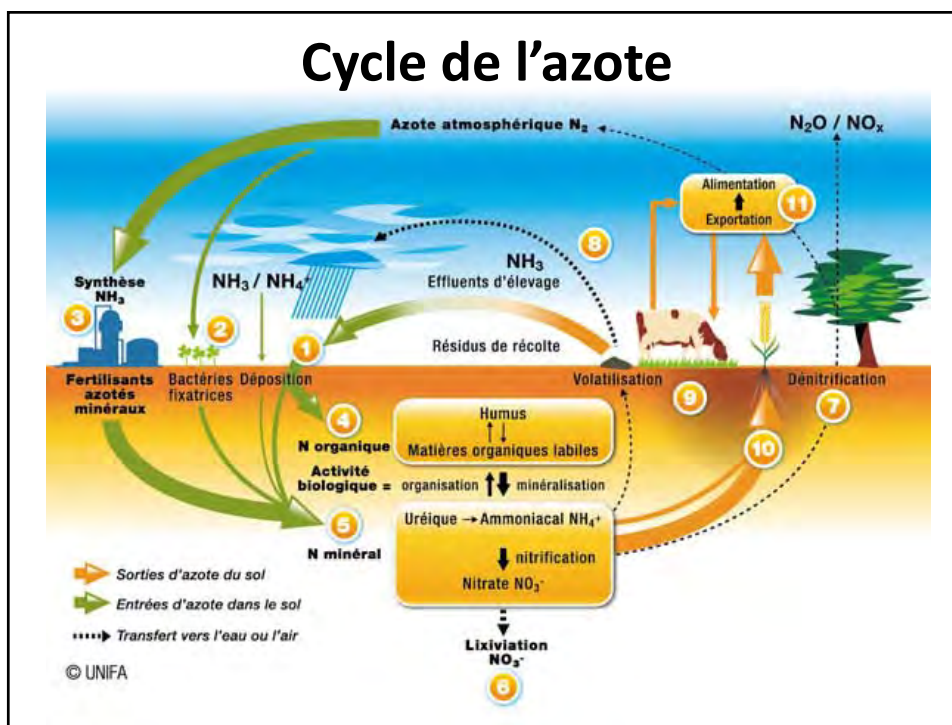 Cycle de l'azote
Azote atmosphérique N₂
N₂O / NOₓ
Alimentation
11
Exportation
8
NH₃
Effluents d'élevage
Synthèse
NH₃
3
NH₃ / NH₄⁺
2
1
Résidus de récolte
Fertilisants
azotés
minéraux
Bactéries
fixatrices
Déposition
Volatilisation
9
Dénitrification
7
4
N organique
Humus
Matières organiques labiles
10
Activité
biologique =
organisation
minéralisation
5
N minéral
Uréique → Ammoniacal NH₄⁺
nitrification
Nitrate NO₃⁻
Sorties d'azote du sol
Entrées d'azote dans le sol
Transfert vers l'eau ou l'air
Lixiviation
NO₃⁻
6
© UNIFA